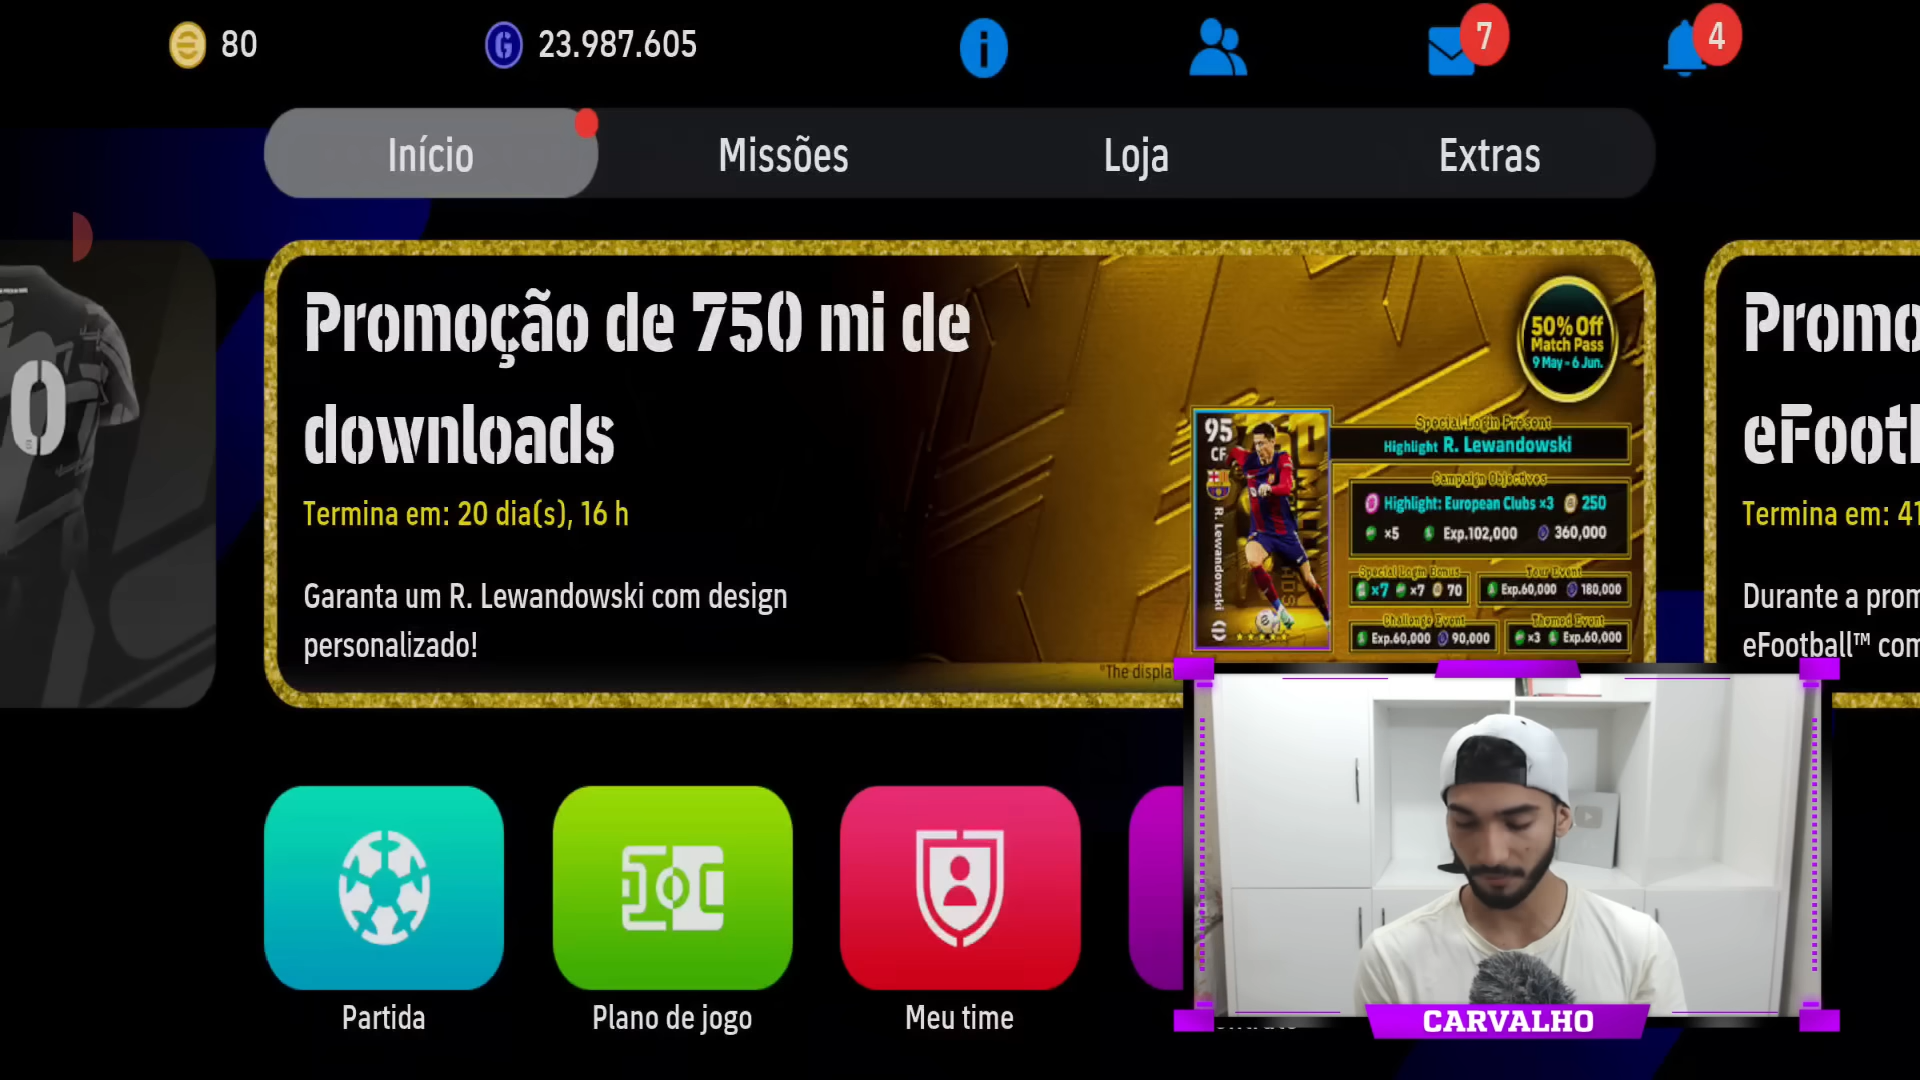 80
23.987.605
7
4
Início
Missões
Loja
Extras
0
Promoção de 750 mi de
downloads
Termina em: 20 dia(s), 16 h
Garanta um R. Lewandowski com design
personalizado!
50% Off
Match Pass
9 May - 6 Jun.
95
CF
R. Lewandowski
Special Login Present
Highlight R. Lewandowski
Campaign Objectives
Highlight: European Clubs ×3 250
×5 Exp.102,000 360,000
Special Login Bonus
×7 ×7 70
Tour Event
Exp.60,000 180,000
Challenge Event
Exp.60,000 90,000
Themed Event
×3 Exp.60,000
"The displa
Promo
eFootl
Termina em: 41
Durante a prom
eFootball™ com
Partida
Plano de jogo
Meu time
CARVALHO